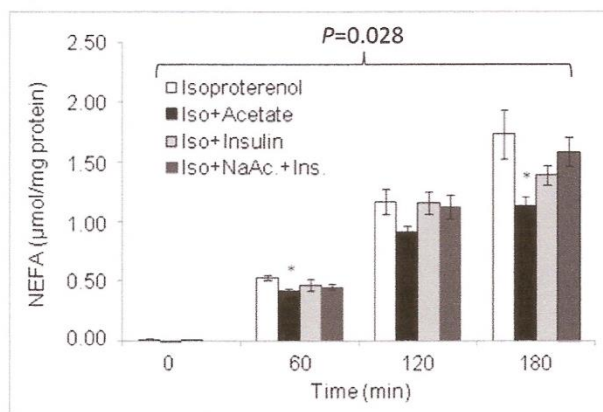 P=0.028
2.50
2.00
1.50
1.00
0.50
0.00
NEFA (µmol/mg protein)
Isoproterenol
Iso+Acetate
Iso+Insulin
Iso+NaAc.+Ins.
*
*
0 60 120 180
Time (min)